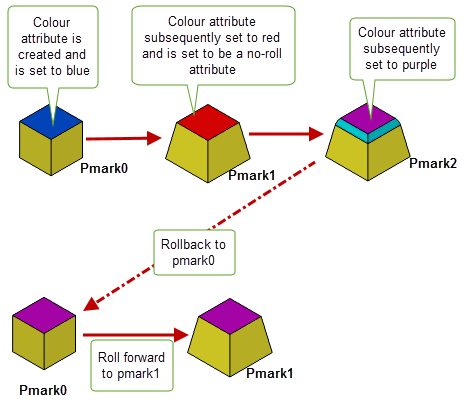 Colour
attribute is
created and
is set to blue
Colour attribute
subsequently set to red
and is set to be a no-roll
attribute
Colour attribute
subsequently
set to purple
Pmark0
Pmark1
Pmark2
Rollback to
pmark0
Roll forward
to pmark1
Pmark0
Pmark1